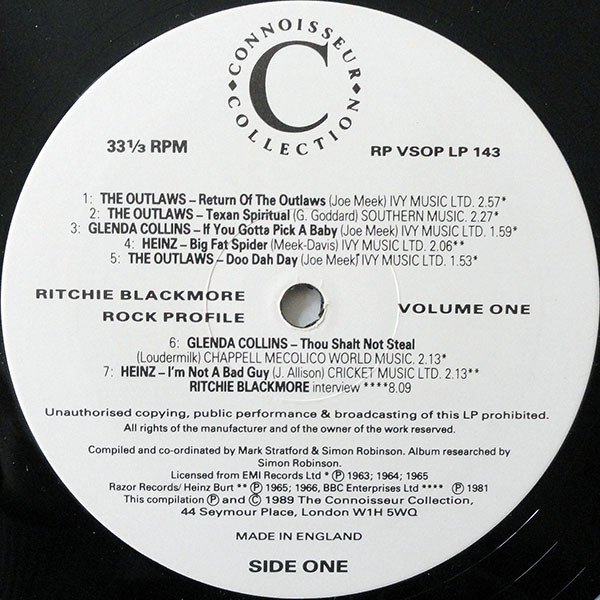 ◆CONNOISSEUR◆
COLLECTION
C
33⅓ RPM
RP VSOP LP 143
1: THE OUTLAWS – Return Of The Outlaws (Joe Meek) IVY MUSIC LTD. 2.57*
2: THE OUTLAWS – Texan Spiritual (G. Goddard) SOUTHERN MUSIC. 2.27*
3: GLENDA COLLINS – If You Gotta Pick A Baby (Joe Meek) IVY MUSIC LTD. 1.59*
4: HEINZ – Big Fat Spider (Meek-Davis) IVY MUSIC LTD. 2.06**
5: THE OUTLAWS – Doo Dah Day (Joe Meek) IVY MUSIC LTD. 1.53*
RITCHIE BLACKMORE
ROCK PROFILE
VOLUME ONE
6: GLENDA COLLINS – Thou Shalt Not Steal
(Loudermilk) CHAPPELL MECOLICO WORLD MUSIC. 2.13*
7: HEINZ – I'm Not A Bad Guy (J. Allison) CRICKET MUSIC LTD. 2.13**
RITCHIE BLACKMORE interview ****8.09
Unauthorised copying, public performance & broadcasting of this LP prohibited.
All rights of the manufacturer and of the owner of the work reserved.
Compiled and co-ordinated by Mark Stratford & Simon Robinson. Album researched by
Simon Robinson.
Licensed from EMI Records Ltd * ℗ 1963; 1964; 1965
Razor Records/ Heinz Burt ** ℗ 1965; 1966, BBC Enterprises Ltd **** ℗ 1981
This compilation ℗ and © 1989 The Connoisseur Collection,
44 Seymour Place, London W1H 5WQ
MADE IN ENGLAND
SIDE ONE